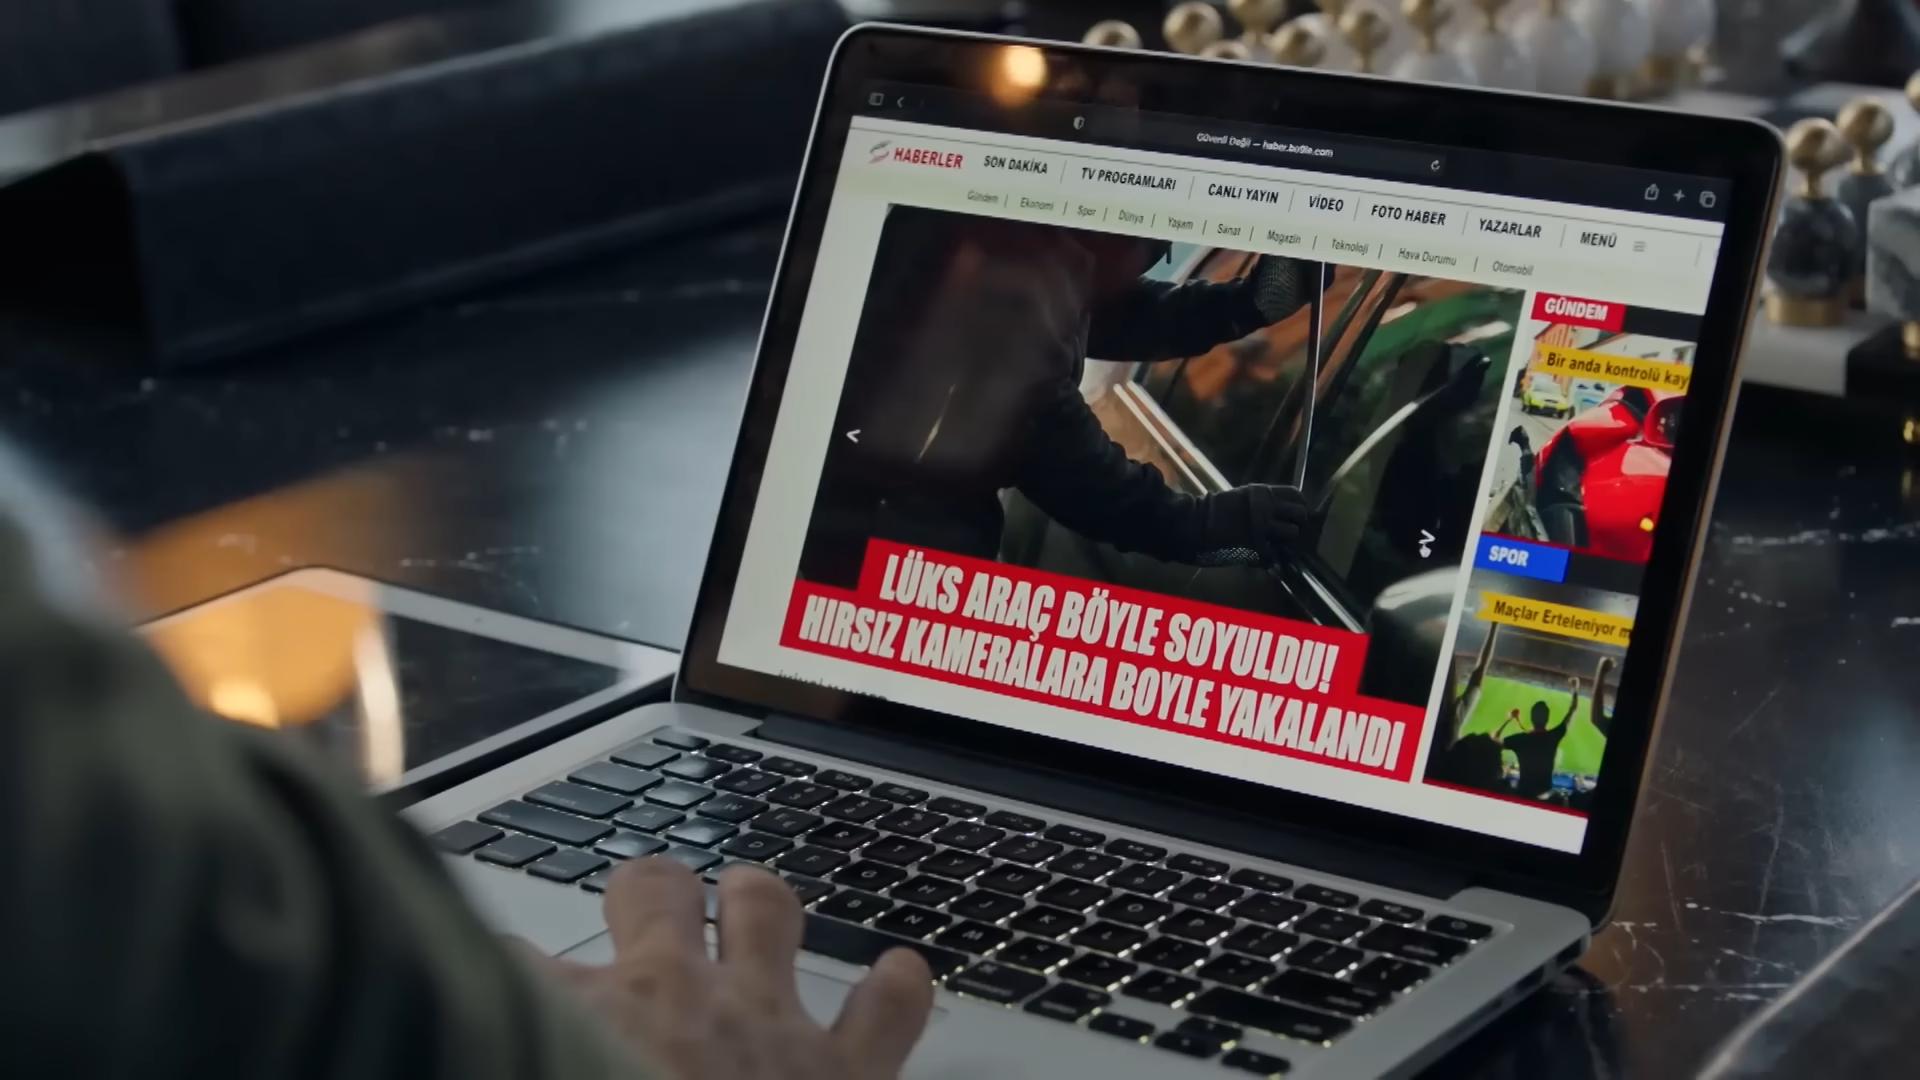 Güvenli Değil — haber.botile.com
HABERLER
SON DAKİKA
TV PROGRAMLARI
CANLI YAYIN
VİDEO
FOTO HABER
YAZARLAR
MENÜ
Gündem
Ekonomi
Spor
Dünya
Yaşam
Sanat
Magazin
Teknoloji
Hava Durumu
Otomobil
LÜKS ARAÇ BÖYLE SOYULDU!
HIRSIZ KAMERALARA BOYLE YAKALANDI
GÜNDEM
Bir anda kontrolü kay
SPOR
Maçlar Erteleniyor m